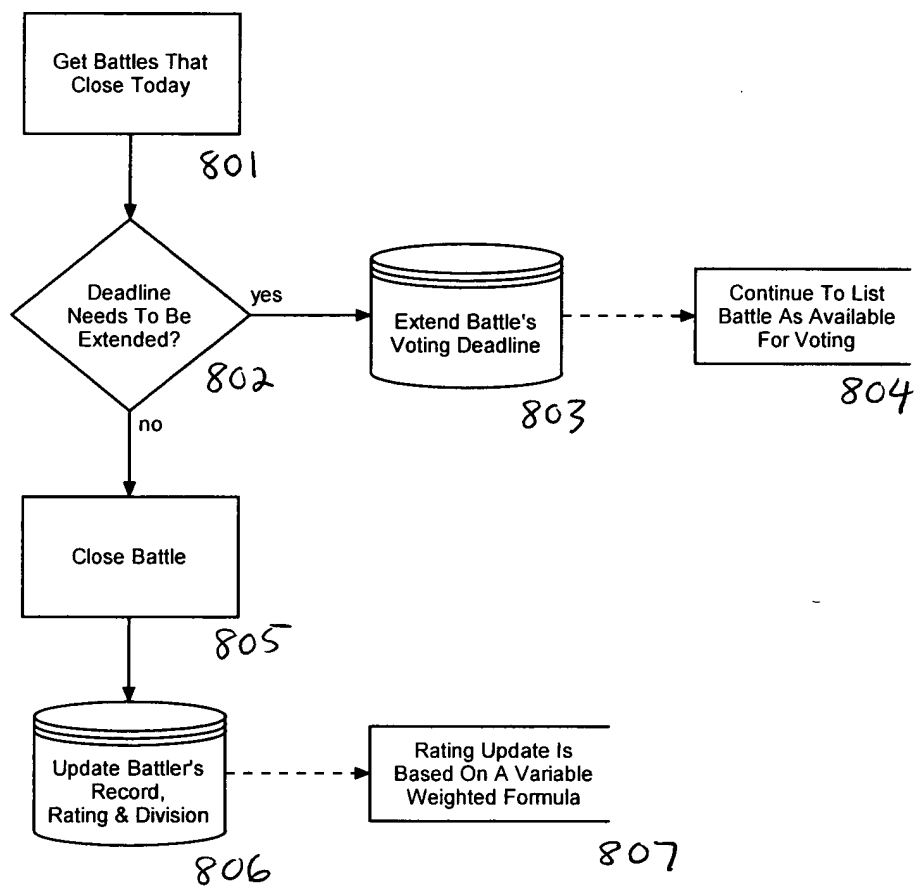 Get Battles That
Close Today
801
Deadline
Needs To Be
Extended?
yes
802
no
Extend Battle's
Voting Deadline
803
Continue To List
Battle As Available
For Voting
804
Close Battle
805
Update Battler's
Record,
Rating & Division
806
Rating Update Is
Based On A Variable
Weighted Formula
807